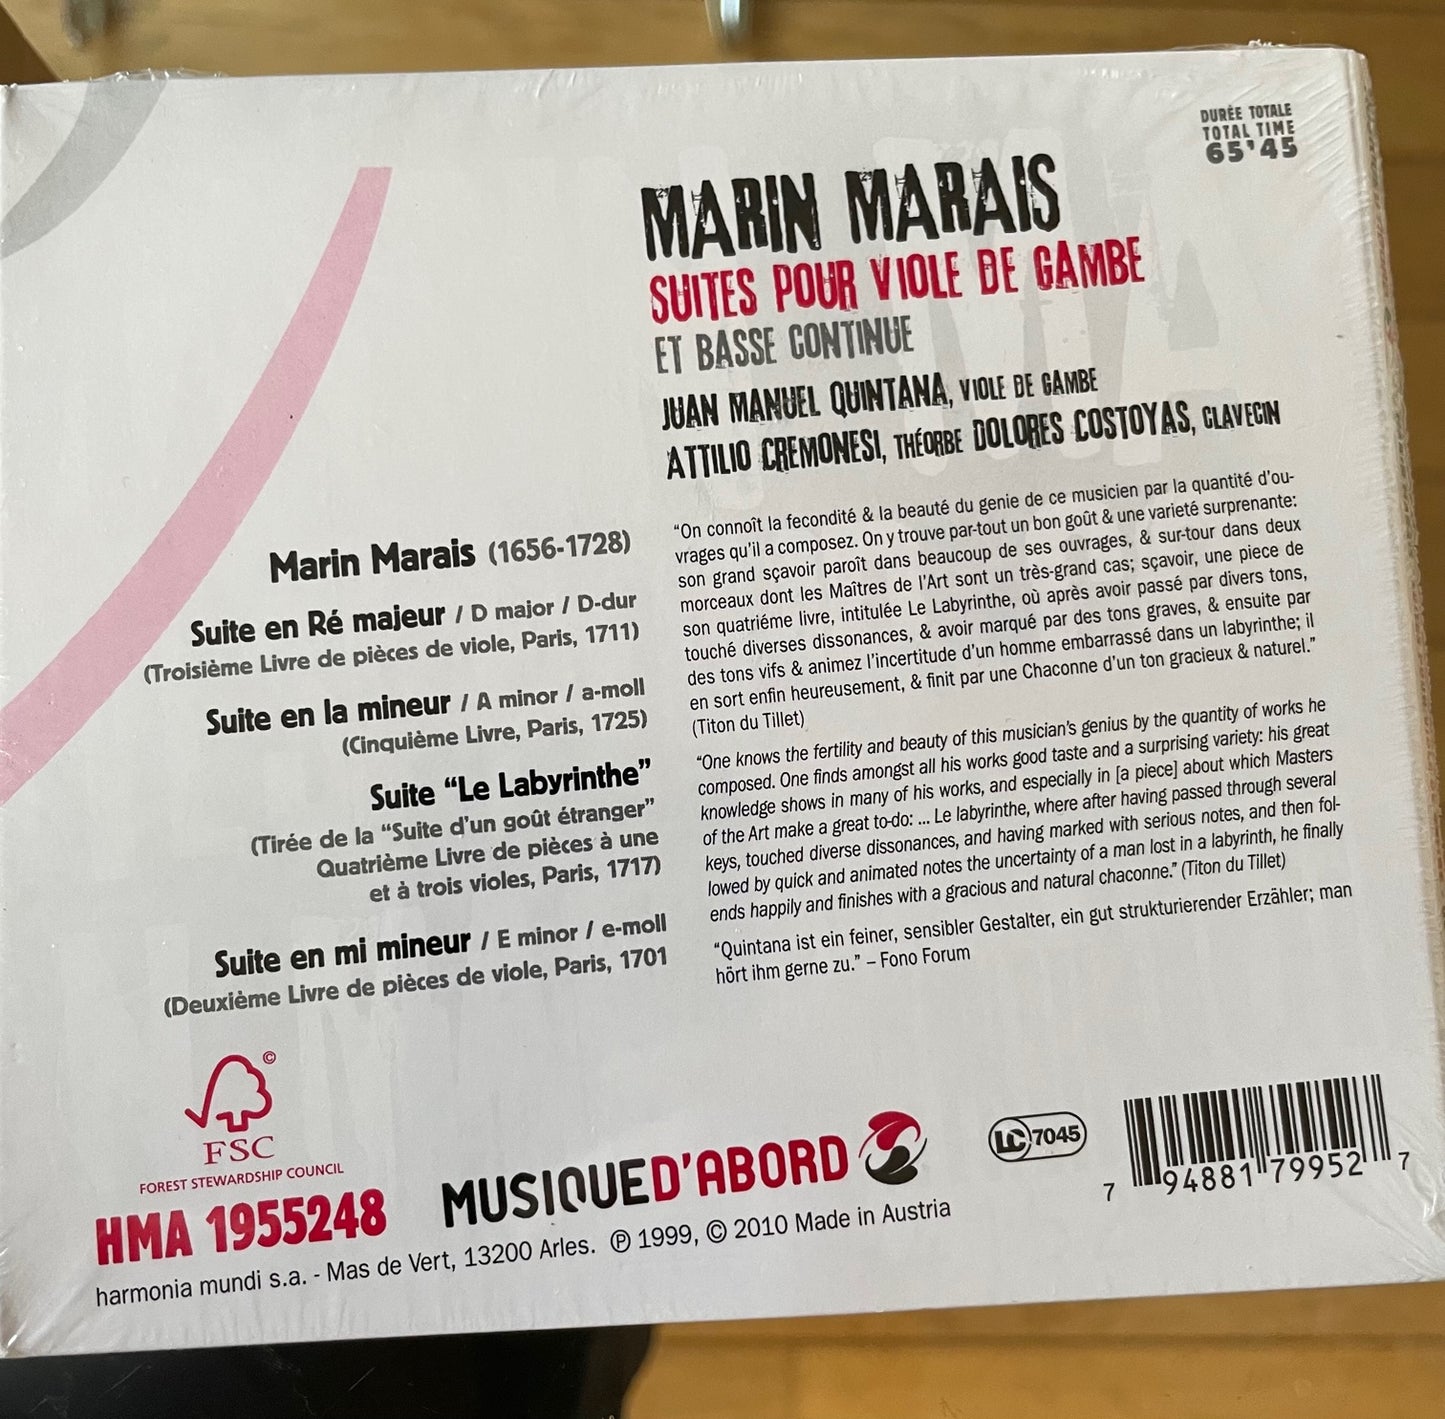 DURÉE TOTALE
TOTAL TIME
65'45
MARIN MARAIS
SUITES POUR VIOLE DE GAMBE
ET BASSE CONTINUE
JUAN MANUEL QUINTANA, VIOLE DE GAMBE
ATTILIO CREMONESI, THÉORBE DOLORES COSTOYAS, CLAVECIN
Marin Marais (1656-1728)
Suite en Ré majeur / D major / D-dur
(Troisième Livre de pièces de viole, Paris, 1711)
Suite en la mineur / A minor / a-moll
(Cinquième Livre, Paris, 1725)
Suite “Le Labyrinthe”
(Tirée de la “Suite d'un goût étranger”
Quatrième Livre de pièces à une
et à trois violes, Paris, 1717)
Suite en mi mineur / E minor / e-moll
(Deuxième Livre de pièces de viole, Paris, 1701
“On connoît la fecondité & la beauté du genie de ce musicien par la quantité d'ou-
vrages qu'il a composez. On y trouve par-tout un bon goût & une varieté surprenante:
son grand sçavoir paroît dans beaucoup de ses ouvrages, & sur-tour dans deux
morceaux dont les Maîtres de l'Art sont un très-grand cas; sçavoir, une piece de
son quatriéme livre, intitulée Le Labyrinthe, où après avoir passé par divers tons,
touché diverses dissonances, & avoir marqué par des tons graves, & ensuite par
des tons vifs & animez l'incertitude d'un homme embarrassé dans un labyrinthe; il
en sort enfin heureusement, & finit par une Chaconne d'un ton gracieux & naturel.”
(Titon du Tillet)
“One knows the fertility and beauty of this musician's genius by the quantity of works he
composed. One finds amongst all his works good taste and a surprising variety: his great
knowledge shows in many of his works, and especially in [a piece] about which Masters
of the Art make a great to-do: ... Le labyrinthe, where after having passed through several
keys, touched diverse dissonances, and having marked with serious notes, and then fol-
lowed by quick and animated notes the uncertainty of a man lost in a labyrinth, he finally
ends happily and finishes with a gracious and natural chaconne.” (Titon du Tillet)
“Quintana ist ein feiner, sensibler Gestalter, ein gut strukturierender Erzähler; man
hört ihm gerne zu.” – Fono Forum
©
FSC
FOREST STEWARDSHIP COUNCIL
HMA 1955248
MUSIQUE D'ABORD
LC 7045
7 94881 79952 7
harmonia mundi s.a. - Mas de Vert, 13200 Arles. ℗ 1999, © 2010 Made in Austria